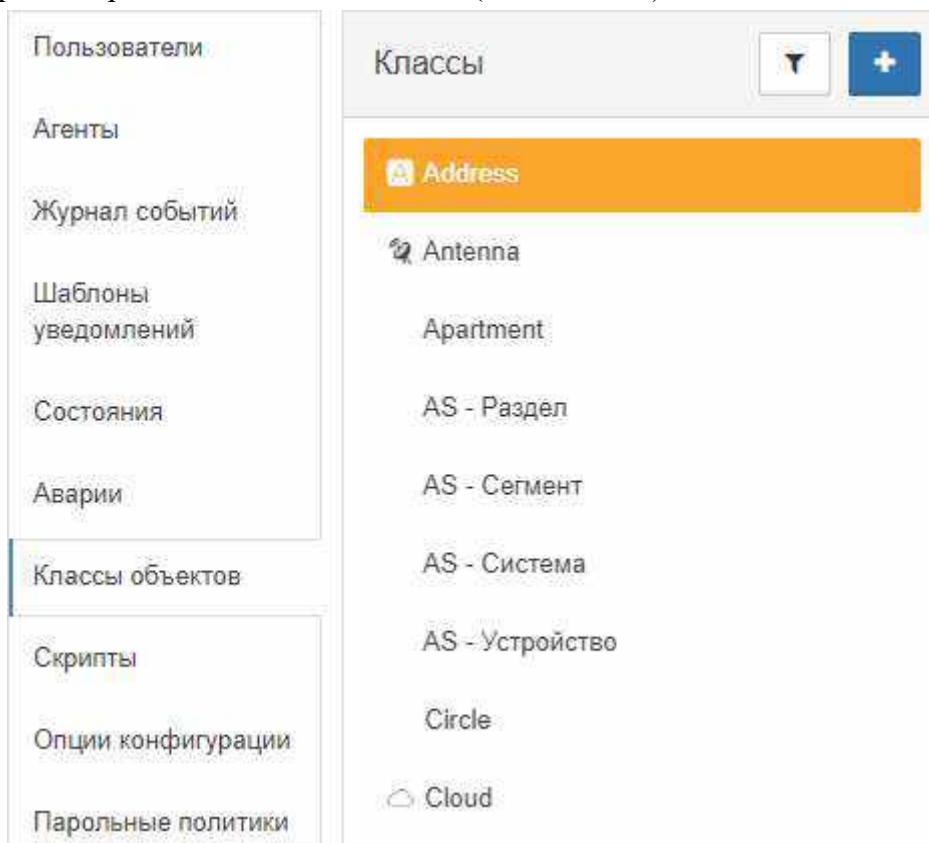 Пользователи
Агенты
Журнал событий
Шаблоны
уведомлений
Состояния
Аварии
Классы объектов
Скрипты
Опции конфигурации
Парольные политики
Классы
A Address
Antenna
Apartment
AS - Раздел
AS - Сегмент
AS - Система
AS - Устройство
Circle
Cloud